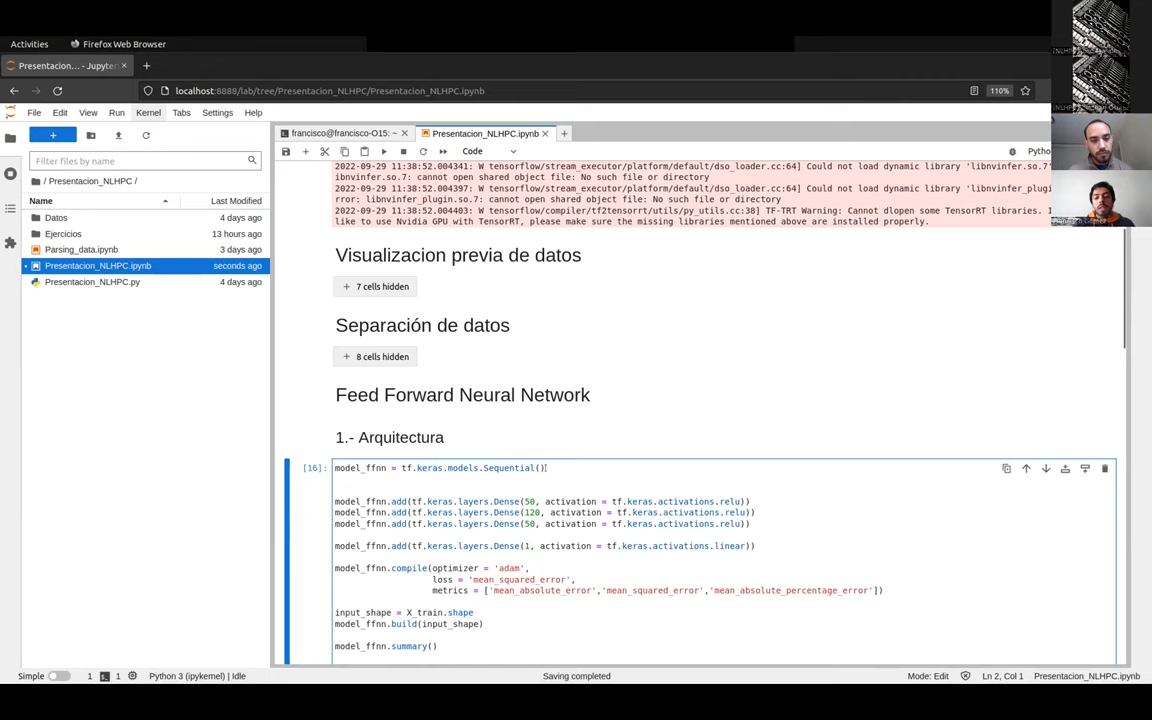 Activities
Firefox Web Browser
Presentacion... - Jupyter
localhost:8888/lab/tree/Presentacion_NLHPC/Presentacion_NLHPC.ipynb
110%
File Edit View Run Kernel Tabs Settings Help
francisco@francisco-O15: ~
Presentacion_NLHPC.ipynb
Code
Filter files by name
/ Presentacion_NLHPC /
Name
Last Modified
Datos
4 days ago
Ejercicios
13 hours ago
Parsing_data.ipynb
3 days ago
Presentacion_NLHPC.ipynb
seconds ago
Presentacion_NLHPC.py
4 days ago
2022-09-29 11:38:52.004341: W tensorflow/stream_executor/platform/default/dso_loader.cc:64] Could not load dynamic library 'libnvinfer.so.7'
ibnvinfer.so.7: cannot open shared object file: No such file or directory
2022-09-29 11:38:52.004397: W tensorflow/stream_executor/platform/default/dso_loader.cc:64] Could not load dynamic library 'libnvinfer_plugi
error: libnvinfer_plugin.so.7: cannot open shared object file: No such file or directory
2022-09-29 11:38:52.004403: W tensorflow/compiler/tf2tensorrt/utils/py_utils.cc:38] TF-TRT Warning: Cannot dlopen some TensorRT libraries. I
like to use Nvidia GPU with TensorRT, please make sure the missing libraries mentioned above are installed properly.
Visualizacion previa de datos
+ 7 cells hidden
Separación de datos
+ 8 cells hidden
Feed Forward Neural Network
1.- Arquitectura
[16]:
model_ffnn = tf.keras.models.Sequential()
model_ffnn.add(tf.keras.layers.Dense(50, activation = tf.keras.activations.relu))
model_ffnn.add(tf.keras.layers.Dense(120, activation = tf.keras.activations.relu))
model_ffnn.add(tf.keras.layers.Dense(50, activation = tf.keras.activations.relu))
model_ffnn.add(tf.keras.layers.Dense(1, activation = tf.keras.activations.linear))
model_ffnn.compile(optimizer = 'adam',
loss = 'mean_squared_error',
metrics = ['mean_absolute_error','mean_squared_error','mean_absolute_percentage_error'])
input_shape = X_train.shape
model_ffnn.build(input_shape)
model_ffnn.summary()
Simple
1
1
Python 3 (ipykernel) | Idle
Saving completed
Mode: Edit
Ln 2, Col 1
Presentacion_NLHPC.ipynb